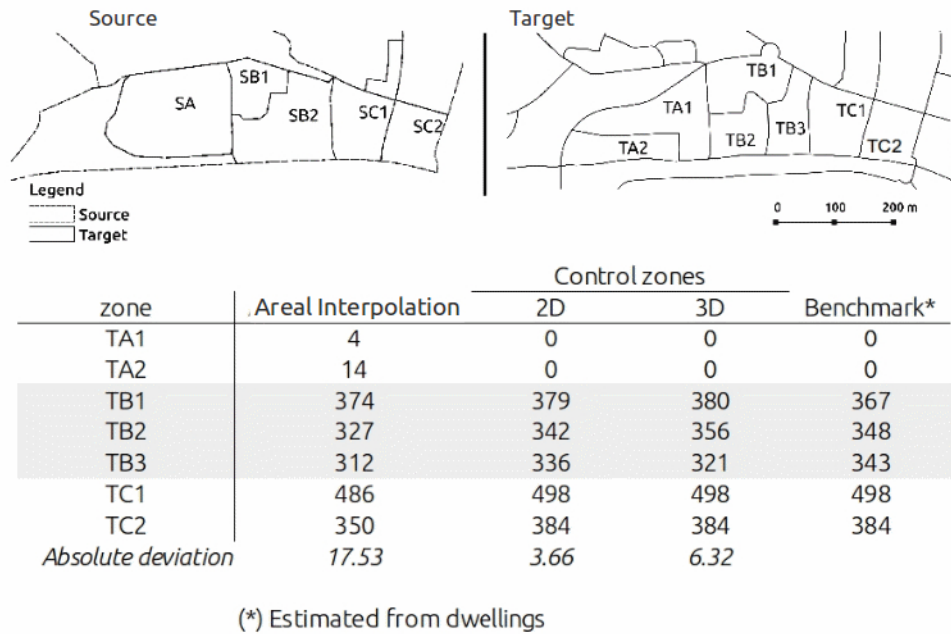 Source Target
SB1
SA
SB2
SC1
SC2
TB1
TA1
TC1
TB3
TB2
TA2
TC2
Legend
Source
Target
0 100 200 m
Control zones
zone Areal Interpolation 2D 3D Benchmark*
TA1 4 0 0 0
TA2 14 0 0 0
TB1 374 379 380 367
TB2 327 342 356 348
TB3 312 336 321 343
TC1 486 498 498 498
TC2 350 384 384 384
Absolute deviation 17.53 3.66 6.32
(*) Estimated from dwellings